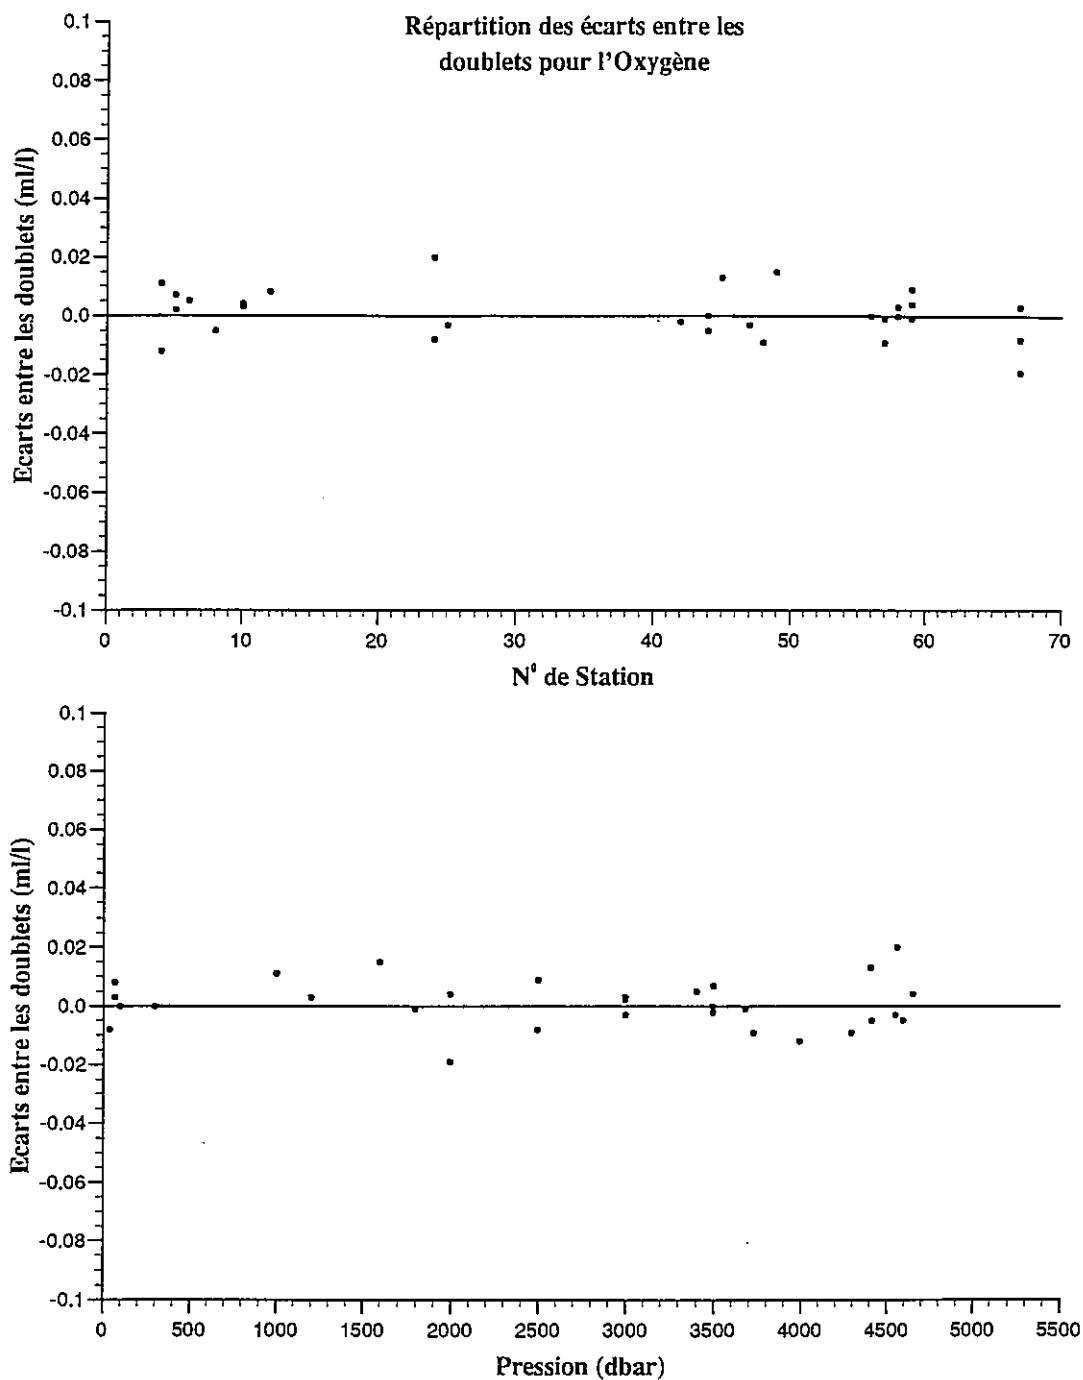 Répartition des écarts entre les
doublets pour l'Oxygène
Ecarts entre les doublets (ml/l)
0.1
0.08
0.06
0.04
0.02
0.0
-0.02
-0.04
-0.06
-0.08
-0.1
0 10 20 30 40 50 60 70
N° de Station
Ecarts entre les doublets (ml/l)
0.1
0.08
0.06
0.04
0.02
0.0
-0.02
-0.04
-0.06
-0.08
-0.1
0 500 1000 1500 2000 2500 3000 3500 4000 4500 5000 5500
Pression (dbar)